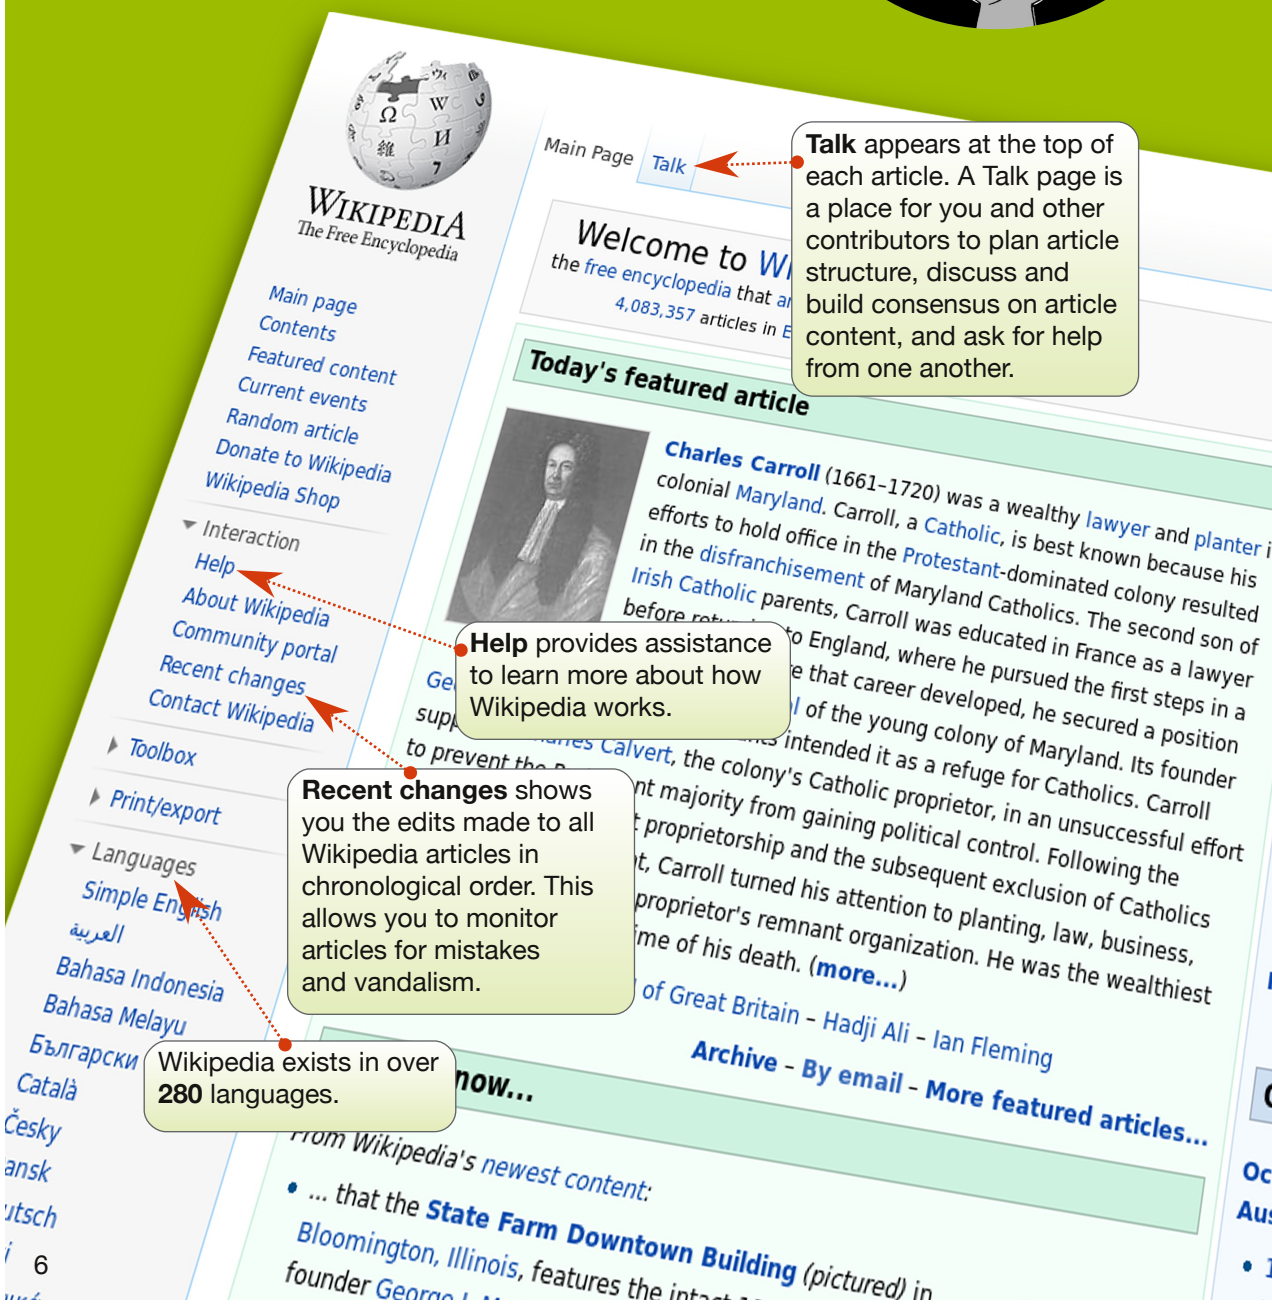 WIKIPEDIA
The Free Encyclopedia
Main page
Contents
Featured content
Current events
Random article
Donate to Wikipedia
Wikipedia Shop
Interaction
Help
About Wikipedia
Community portal
Recent changes
Contact Wikipedia
Toolbox
Print/export
Languages
Simple English
العربية
Bahasa Indonesia
Bahasa Melayu
Български
Català
Česky
6
Main Page Talk
Talk appears at the top of
each article. A Talk page is
a place for you and other
contributors to plan article
structure, discuss and
build consensus on article
content, and ask for help
from one another.
Welcome to
the free encyclopedia that
4,083,357 articles in
Today's featured article
Charles Carroll (1661–1720) was a wealthy lawyer and planter
colonial Maryland. Carroll, a Catholic, is best known because his
efforts to hold office in the Protestant-dominated colony resulted
in the disfranchisement of Maryland Catholics. The second son of
Irish Catholic parents, Carroll was educated in France as a lawyer
before to England, where he pursued the first steps in a
that career developed, he secured a position
of the young colony of Maryland. Its founder
intended it as a refuge for Catholics. Carroll
Calvert, the colony's Catholic proprietor, in an unsuccessful effort
to prevent the majority from gaining political control. Following the
proprietorship and the subsequent exclusion of Catholics
Carroll turned his attention to planting, law, business,
proprietor's remnant organization. He was the wealthiest
of his death. (more...)
of Great Britain – Hadji Ali – Ian Fleming
Archive – By email – More featured articles...
Help provides assistance
to learn more about how
Wikipedia works.
Recent changes shows
you the edits made to all
Wikipedia articles in
chronological order. This
allows you to monitor
articles for mistakes
and vandalism.
Wikipedia exists in over
280 languages.
now...
From Wikipedia's newest content:
... that the State Farm Downtown Building (pictured) in
Bloomington, Illinois, features the intact
founder George